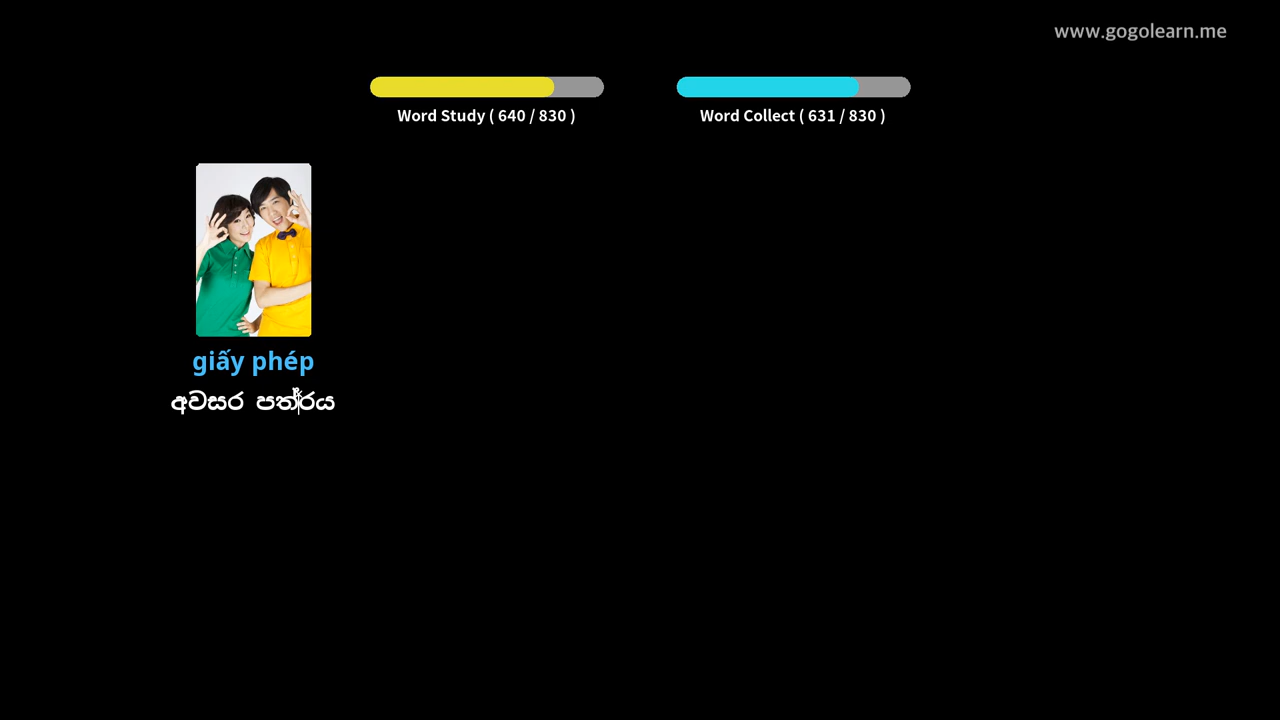 www.gogolearn.me
Word Study ( 640 / 830 )
Word Collect ( 631 / 830 )
giấy phép
අවසර පත්‍රය